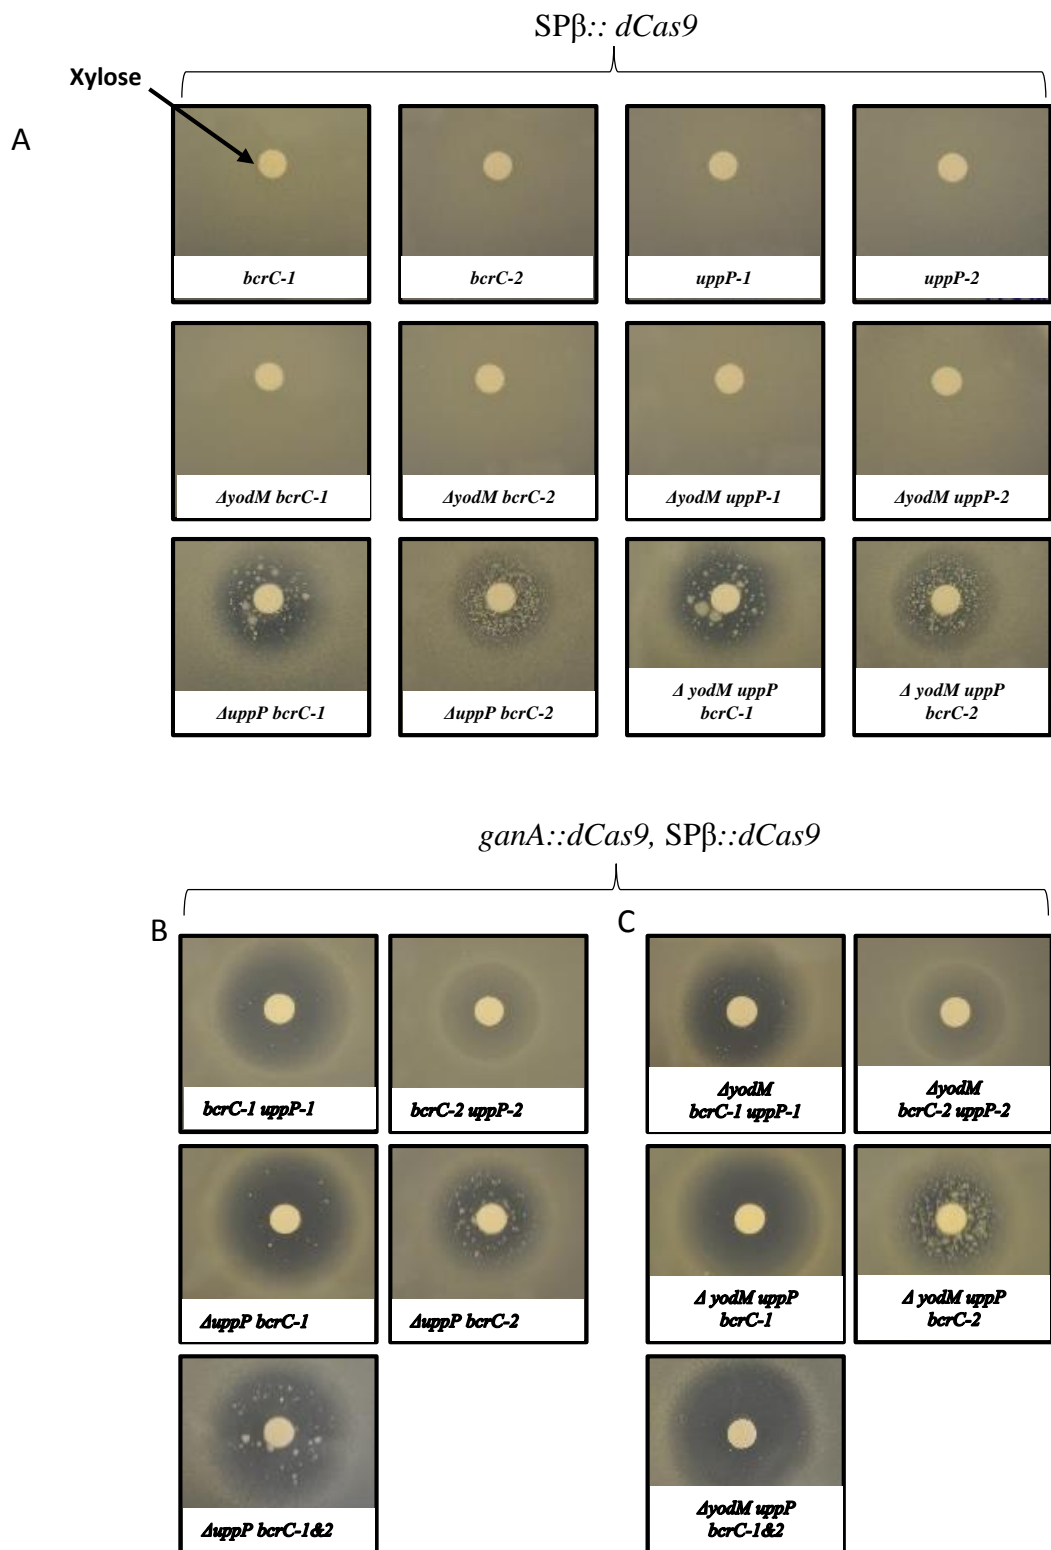 SPβ:: dCas9
Xylose
A
bcrC-1
bcrC-2
uppP-1
uppP-2
ΔyodM bcrC-1
ΔyodM bcrC-2
ΔyodM uppP-1
ΔyodM uppP-2
ΔuppP bcrC-1
ΔuppP bcrC-2
Δ yodM uppP
bcrC-1
Δ yodM uppP
bcrC-2
ganA::dCas9, SPβ::dCas9
B
bcrC-1 uppP-1
bcrC-2 uppP-2
ΔuppP bcrC-1
ΔuppP bcrC-2
ΔuppP bcrC-1&2
C
ΔyodM
bcrC-1 uppP-1
ΔyodM
bcrC-2 uppP-2
Δ yodM uppP
bcrC-1
Δ yodM uppP
bcrC-2
ΔyodM uppP
bcrC-1&2